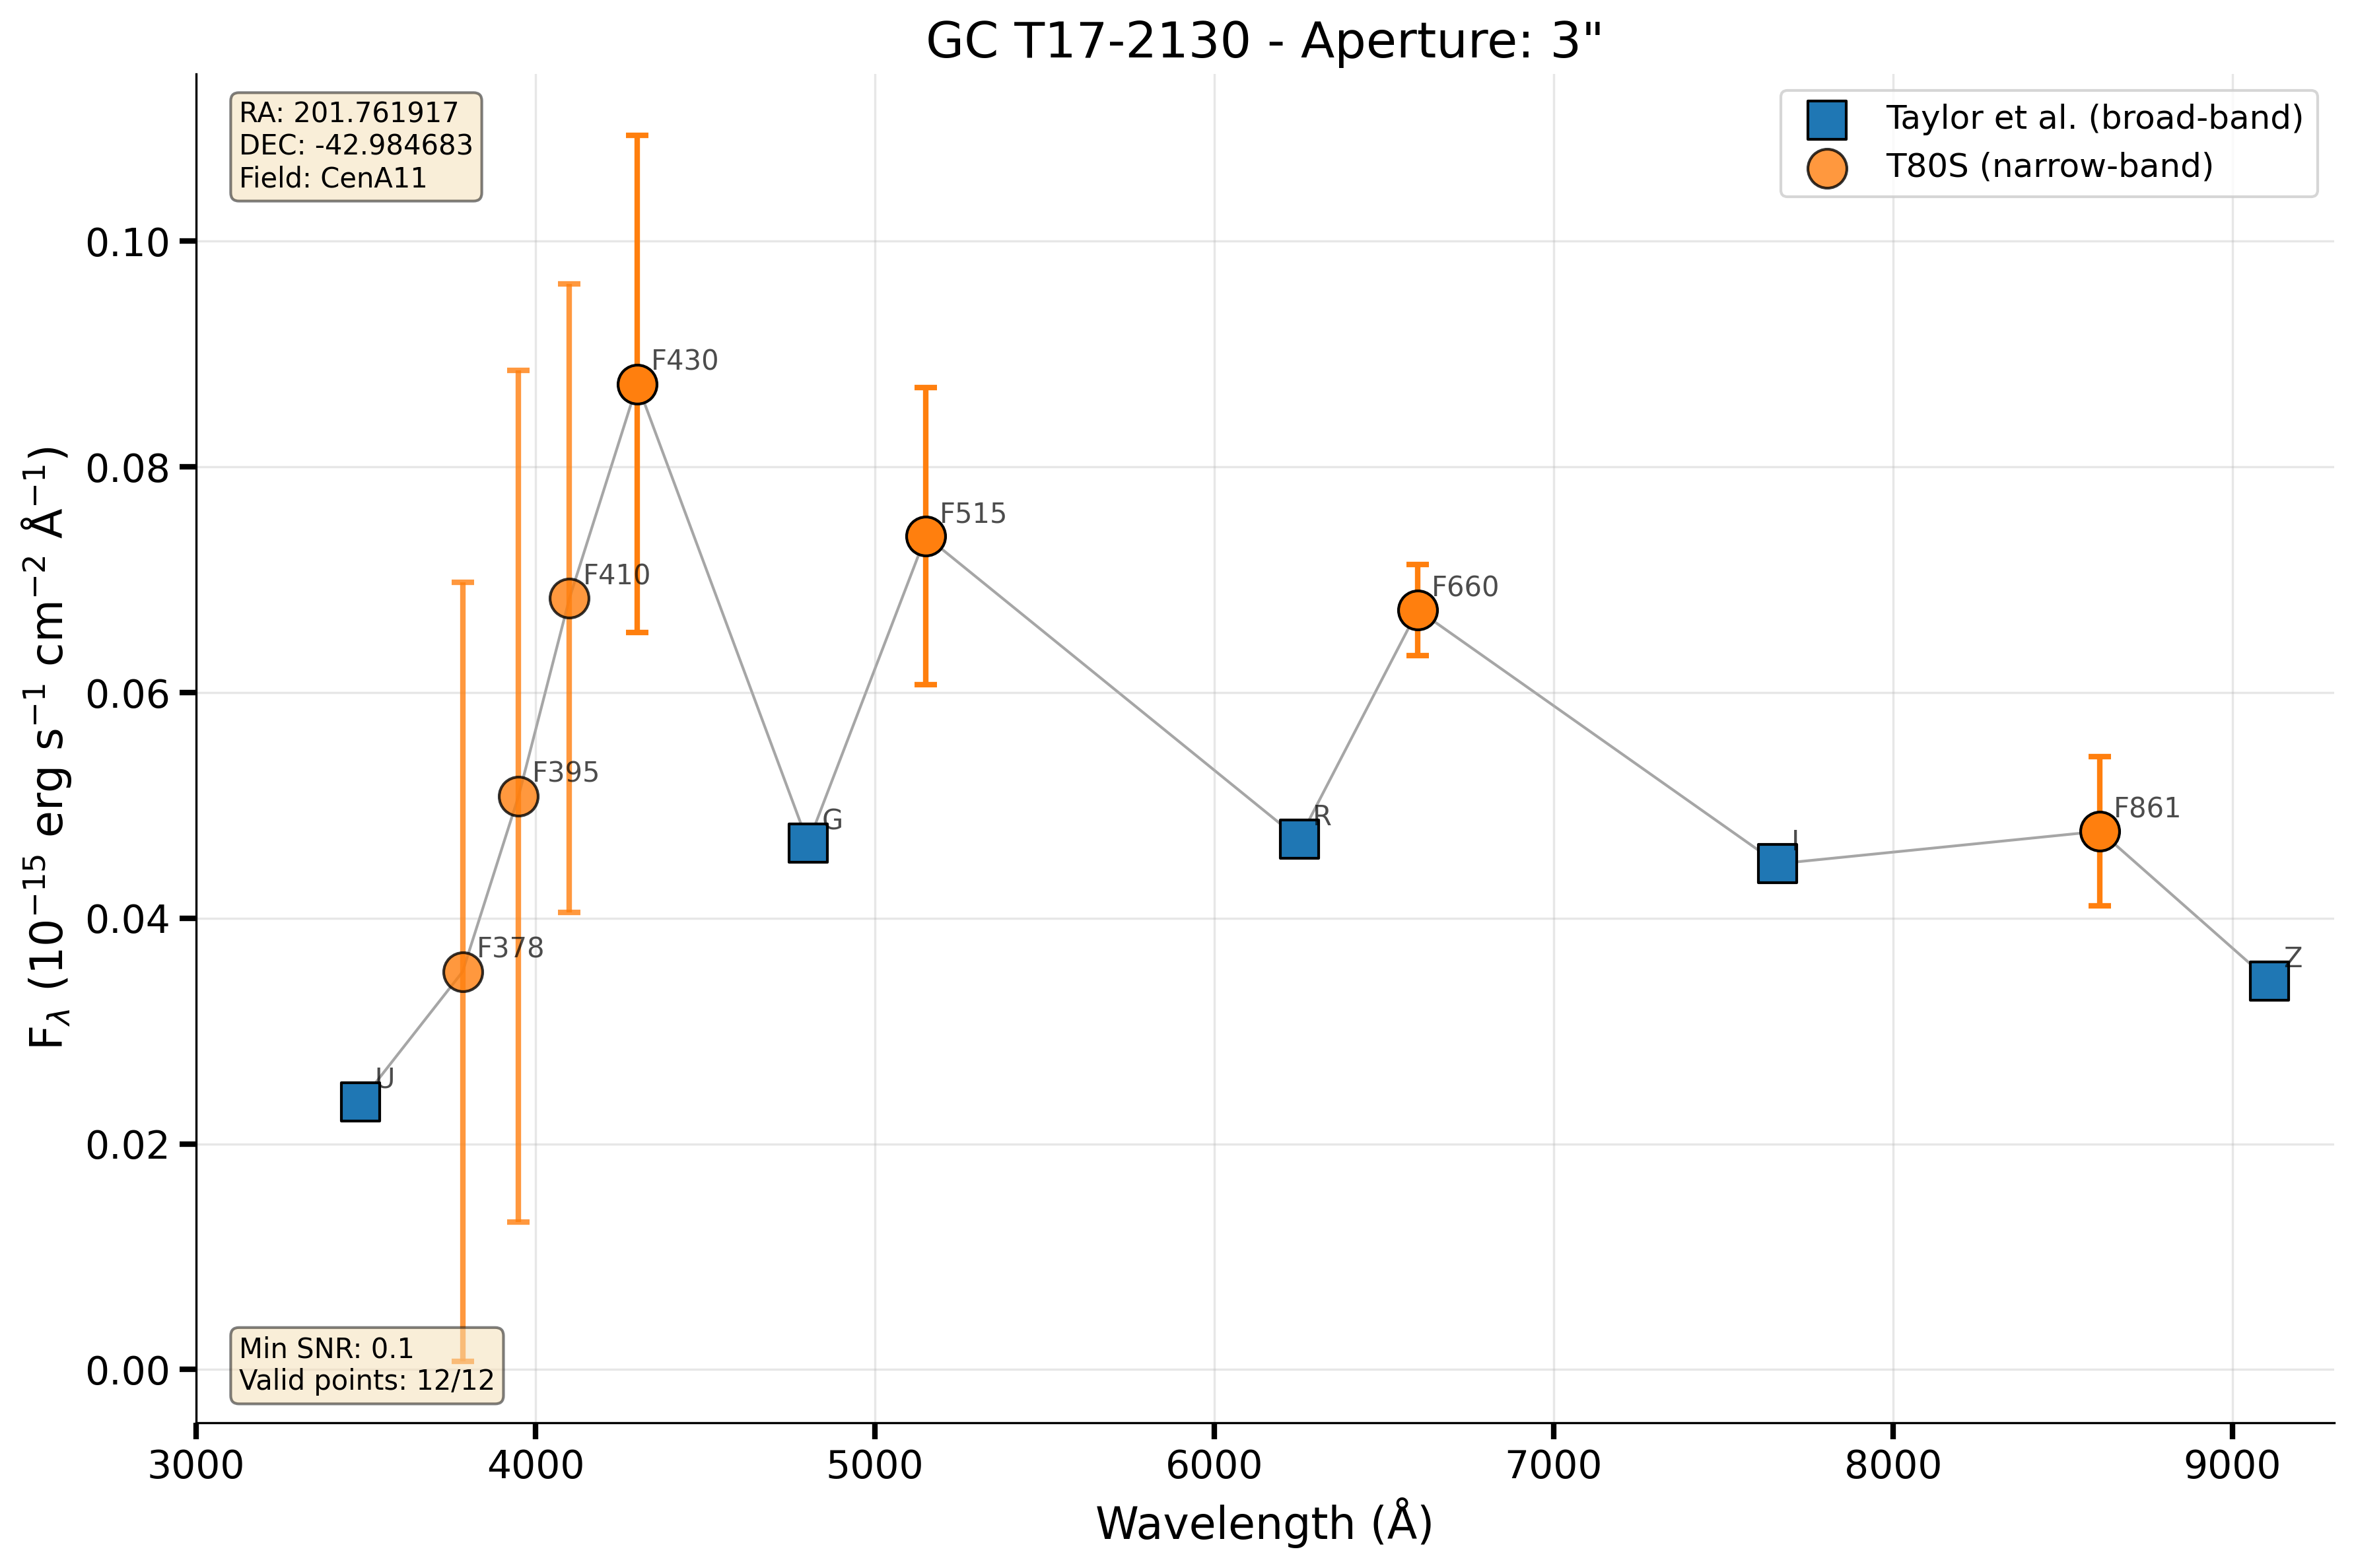 GC T17-2130 - Aperture: 3"
RA: 201.761917
DEC: -42.984683
Field: CenA11
Taylor et al. (broad-band)
T80S (narrow-band)
F430
F515
F410
F660
F395
G
R
I
F861
F378
Z
U
Min SNR: 0.1
Valid points: 12/12
0.10
0.08
0.06
0.04
0.02
0.00
F$_λ$ (10⁻¹⁵ erg s⁻¹ cm⁻² Å⁻¹)
3000 4000 5000 6000 7000 8000 9000
Wavelength (Å)